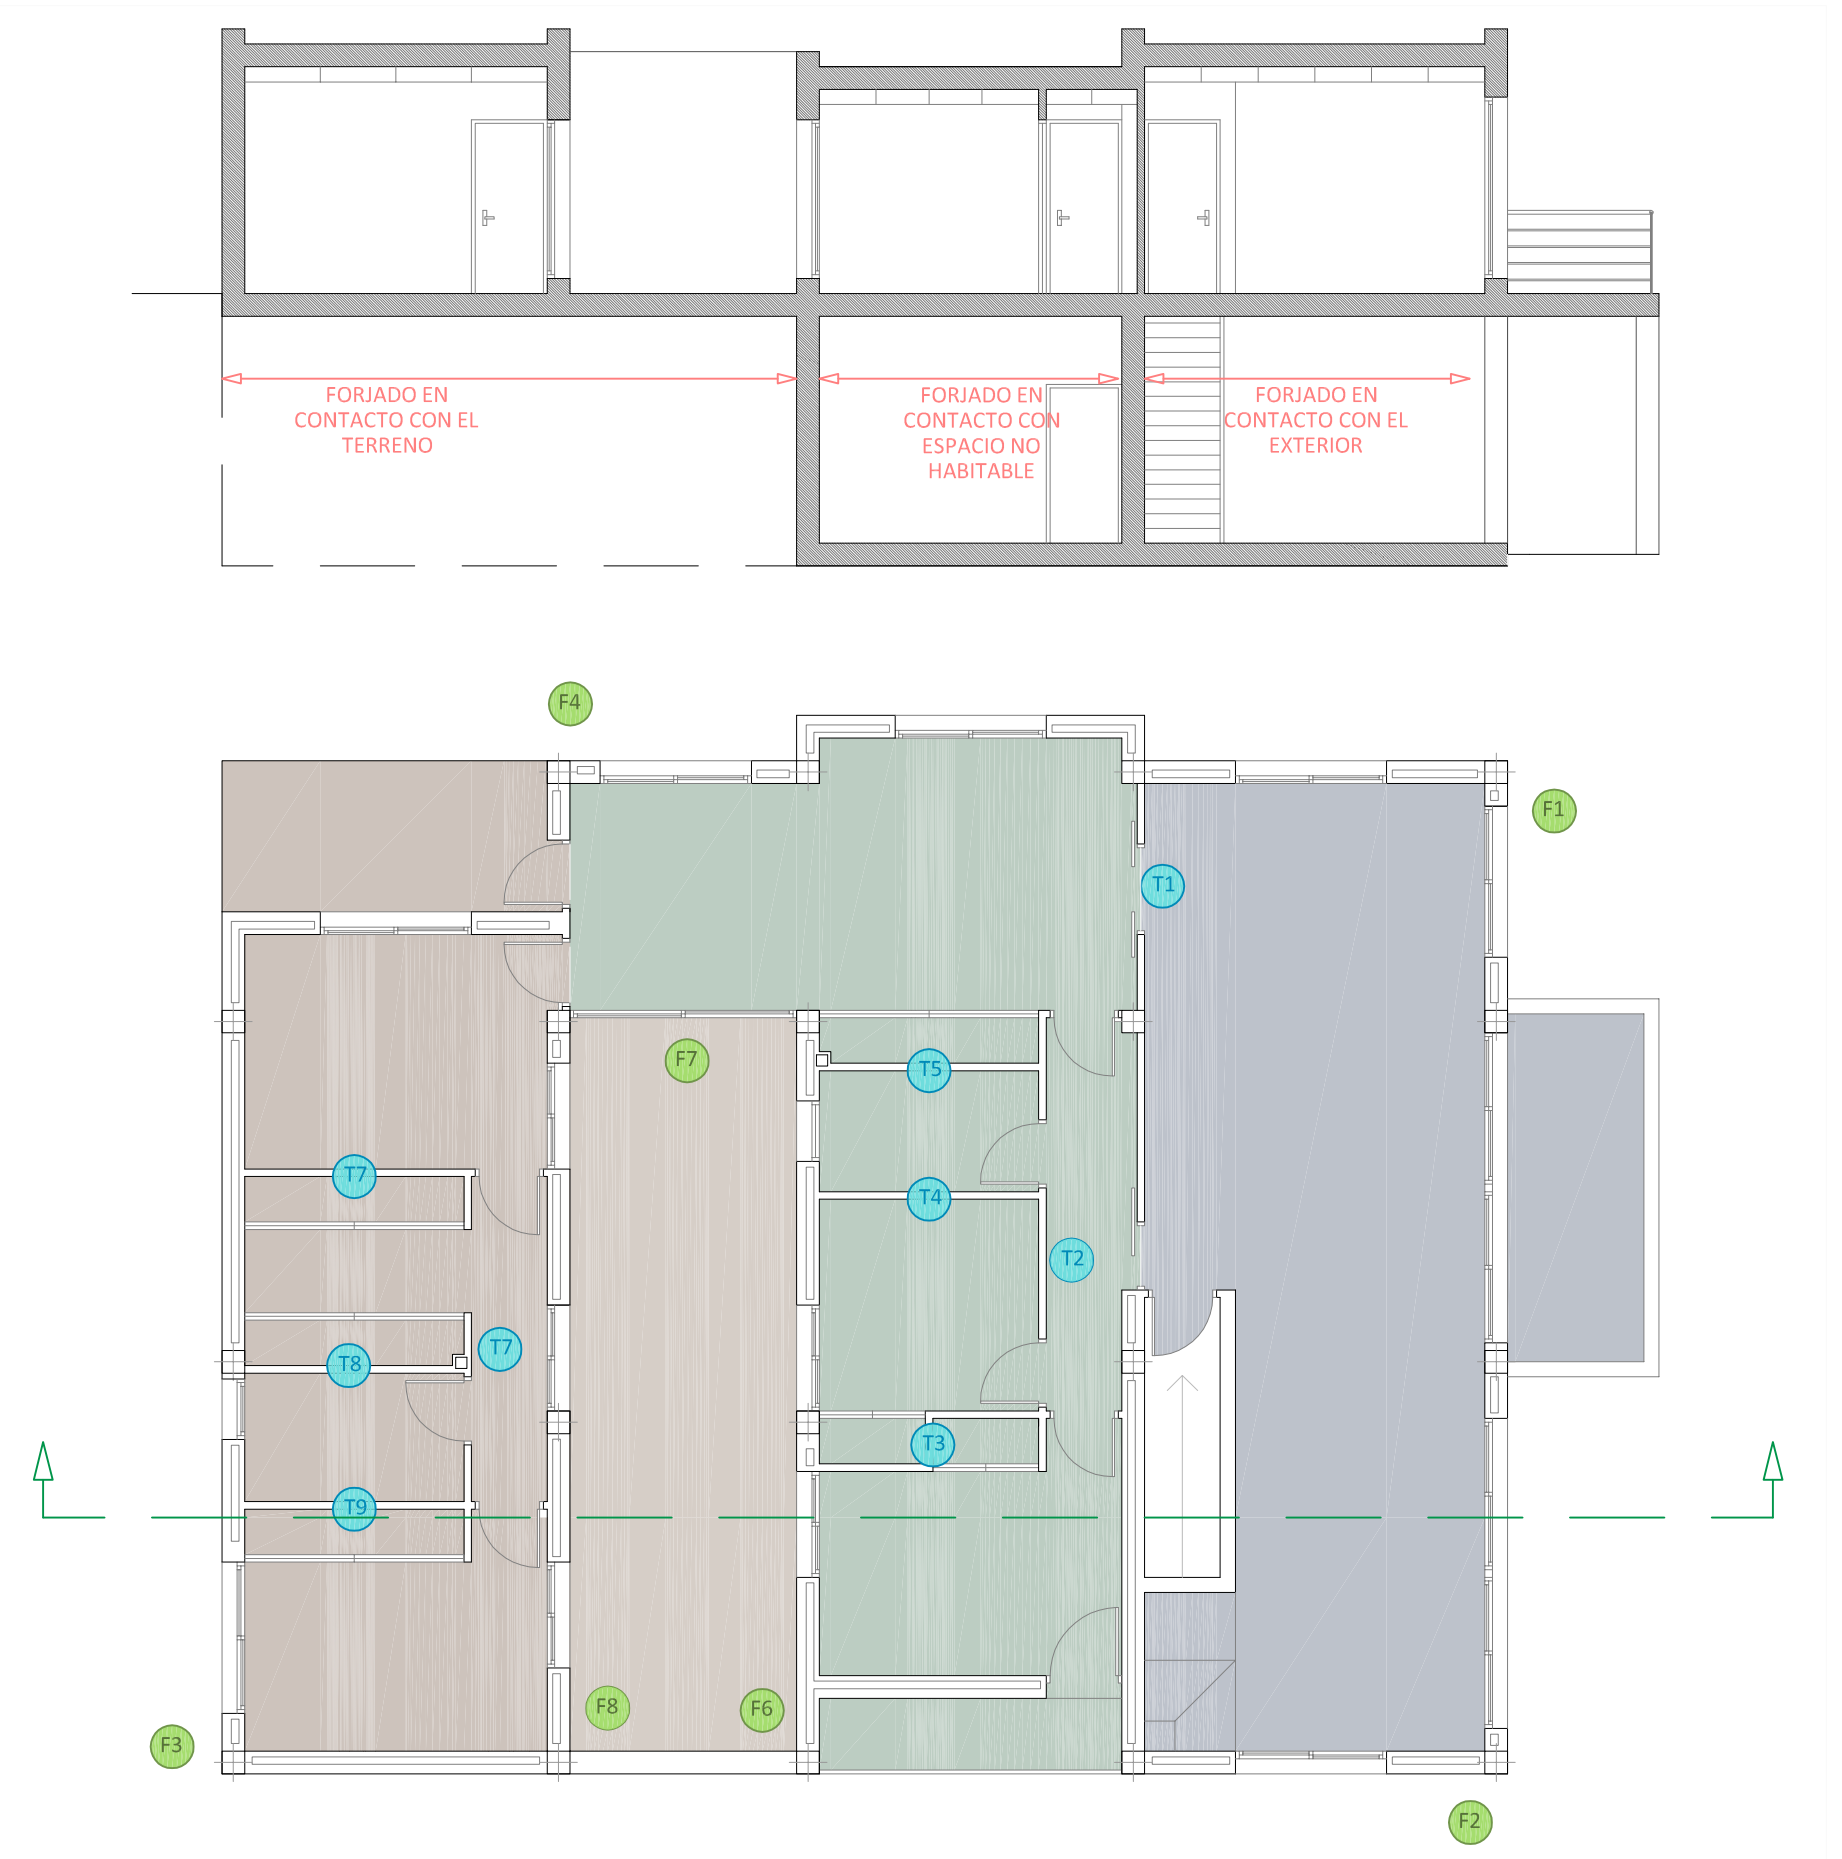 FORJADO EN
CONTACTO CON EL
TERRENO
FORJADO EN
CONTACTO CON
ESPACIO NO
HABITABLE
FORJADO EN
CONTACTO CON EL
EXTERIOR
F4
F1
T1
F7
T5
T7
T4
T2
T7
T8
T3
T9
F8
F6
F3
F2